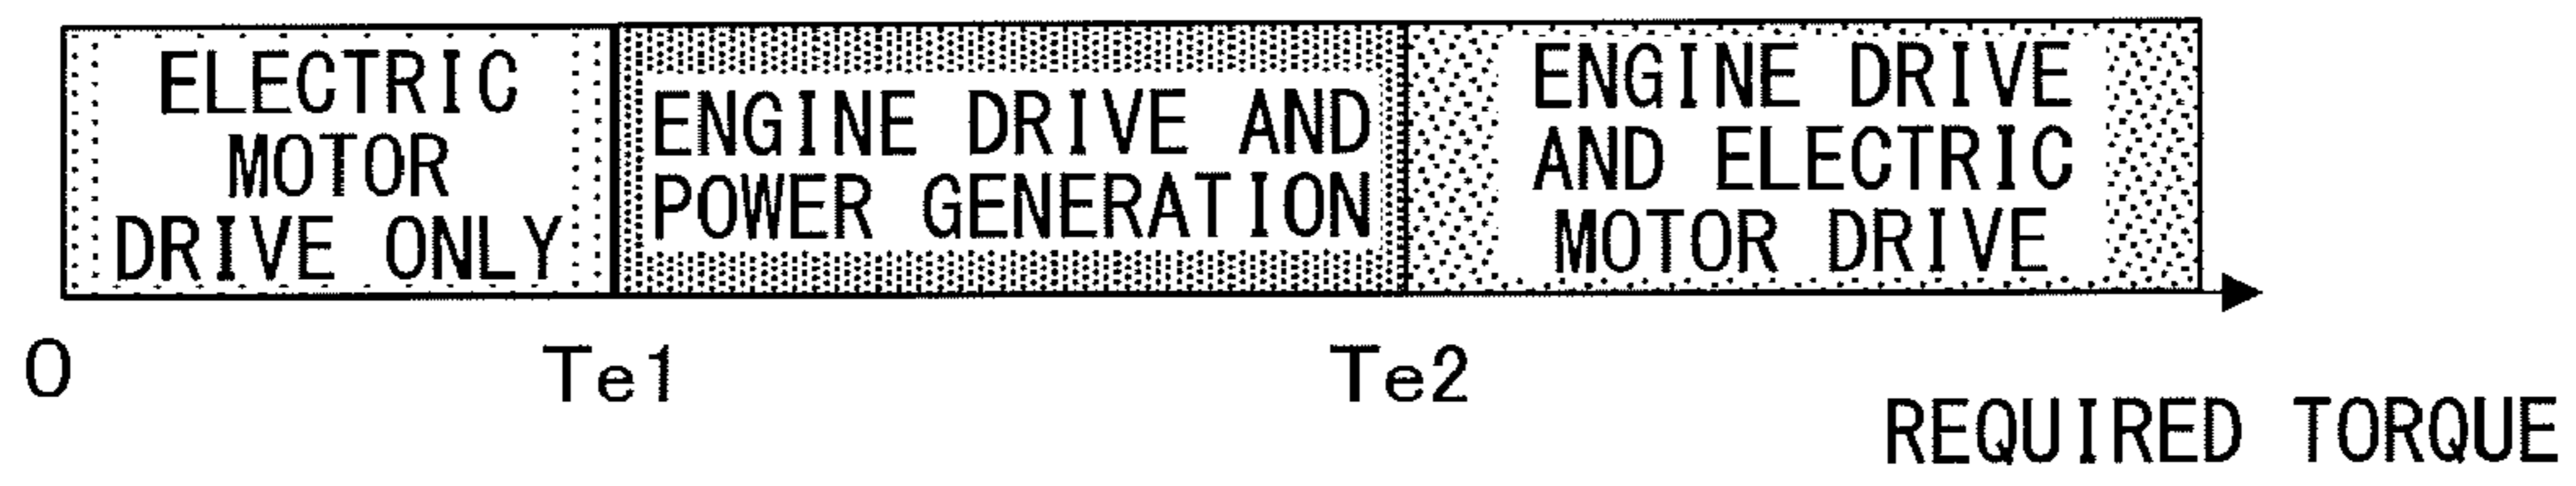 ELECTRIC
MOTOR
DRIVE ONLY
ENGINE DRIVE AND
POWER GENERATION
ENGINE DRIVE
AND ELECTRIC
MOTOR DRIVE
0
Te1
Te2
REQUIRED TORQUE